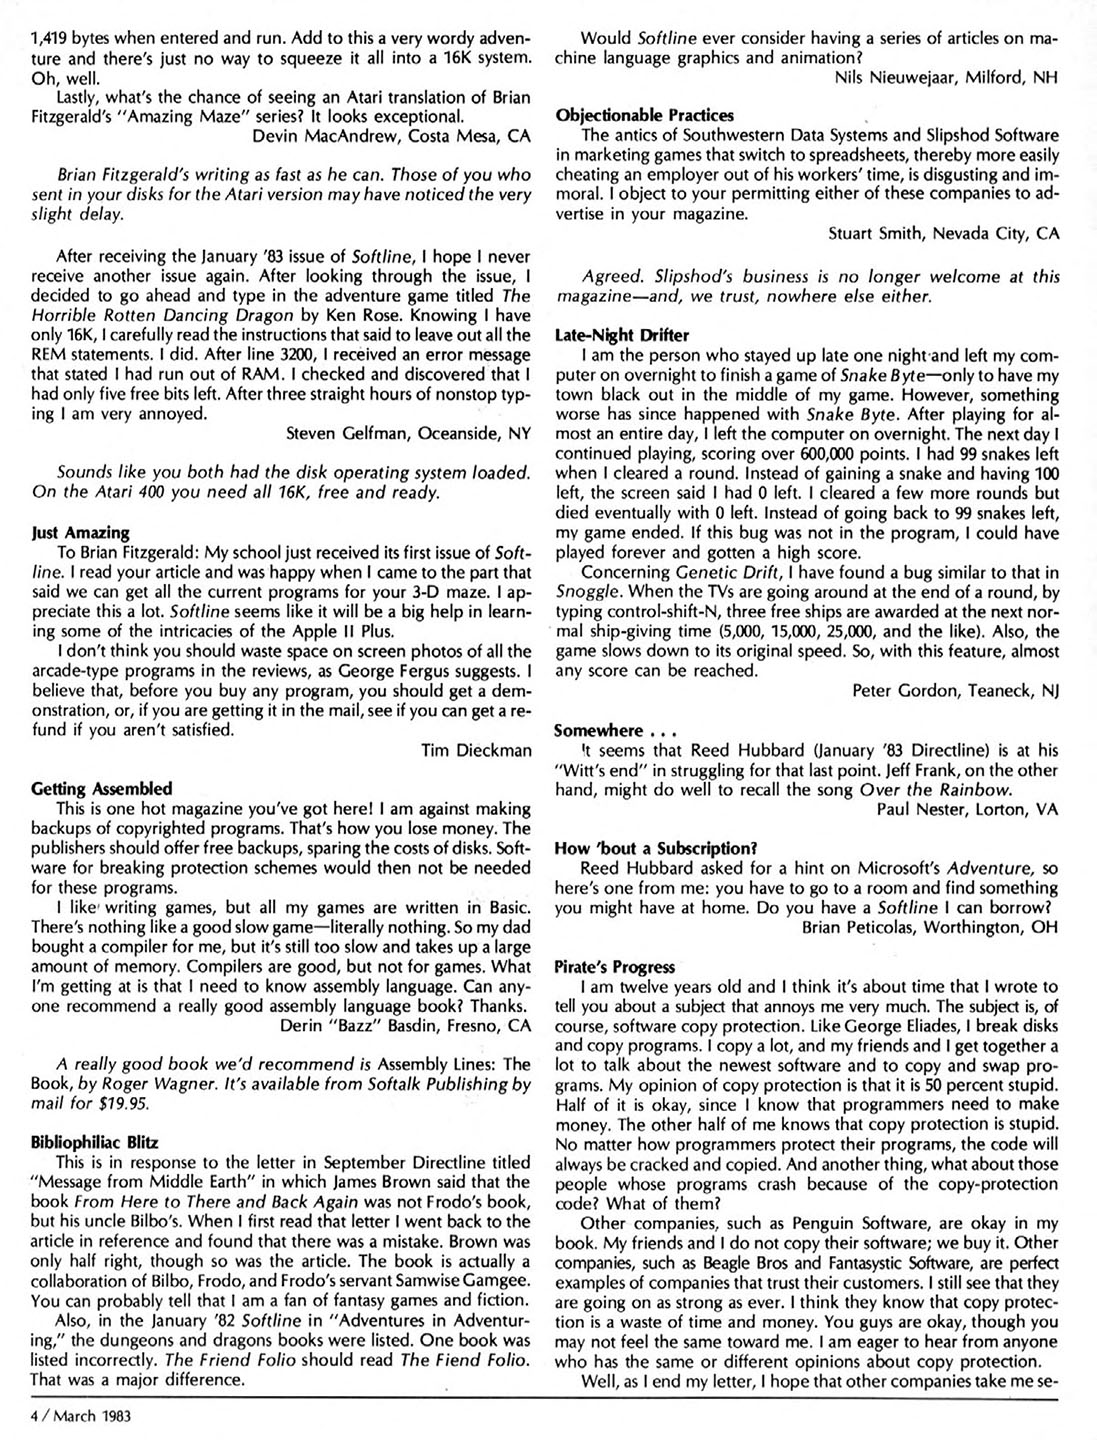 1,419 bytes when entered and run. Add to this a very wordy adven-
ture and there's just no way to squeeze it all into a 16K system.
Oh, well.
Lastly, what's the chance of seeing an Atari translation of Brian
Fitzgerald's "Amazing Maze" series? It looks exceptional.
Devin MacAndrew, Costa Mesa, CA
Brian Fitzgerald's writing as fast as he can. Those of you who
sent in your disks for the Atari version may have noticed the very
slight delay.
After receiving the January '83 issue of Softline, I hope I never
receive another issue again. After looking through the issue, I
decided to go ahead and type in the adventure game titled The
Horrible Rotten Dancing Dragon by Ken Rose. Knowing I have
only 16K, I carefully read the instructions that said to leave out all the
REM statements. I did. After line 3200, I received an error message
that stated I had run out of RAM. I checked and discovered that I
had only five free bits left. After three straight hours of nonstop typ-
ing I am very annoyed.
Steven Gelfman, Oceanside, NY
Sounds like you both had the disk operating system loaded.
On the Atari 400 you need all 16K, free and ready.
Just Amazing
To Brian Fitzgerald: My school just received its first issue of Soft-
line. I read your article and was happy when I came to the part that
said we can get all the current programs for your 3-D maze. I ap-
preciate this a lot. Softline seems like it will be a big help in learn-
ing some of the intricacies of the Apple II Plus.
I don't think you should waste space on screen photos of all the
arcade-type programs in the reviews, as George Fergus suggests. I
believe that, before you buy any program, you should get a dem-
onstration, or, if you are getting it in the mail, see if you can get a re-
fund if you aren't satisfied.
Tim Dieckman
Getting Assembled
This is one hot magazine you've got here! I am against making
backups of copyrighted programs. That's how you lose money. The
publishers should offer free backups, sparing the costs of disks. Soft-
ware for breaking protection schemes would then not be needed
for these programs.
I like writing games, but all my games are written in Basic.
There's nothing like a good slow game—literally nothing. So my dad
bought a compiler for me, but it's still too slow and takes up a large
amount of memory. Compilers are good, but not for games. What
I'm getting at is that I need to know assembly language. Can any-
one recommend a really good assembly language book? Thanks.
Derin "Bazz" Basdin, Fresno, CA
A really good book we'd recommend is Assembly Lines: The
Book, by Roger Wagner. It's available from Softalk Publishing by
mail for $19.95.
Bibliophiliac Blitz
This is in response to the letter in September Directline titled
"Message from Middle Earth" in which James Brown said that the
book From Here to There and Back Again was not Frodo's book,
but his uncle Bilbo's. When I first read that letter I went back to the
article in reference and found that there was a mistake. Brown was
only half right, though so was the article. The book is actually a
collaboration of Bilbo, Frodo, and Frodo's servant Samwise Gamgee.
You can probably tell that I am a fan of fantasy games and fiction.
Also, in the January '82 Softline in "Adventures in Adventur-
ing," the dungeons and dragons books were listed. One book was
listed incorrectly. The Friend Folio should read The Fiend Folio.
That was a major difference.
Would Softline ever consider having a series of articles on ma-
chine language graphics and animation?
Nils Nieuwejaar, Milford, NH
Objectionable Practices
The antics of Southwestern Data Systems and Slipshod Software
in marketing games that switch to spreadsheets, thereby more easily
cheating an employer out of his workers' time, is disgusting and im-
moral. I object to your permitting either of these companies to ad-
vertise in your magazine.
Stuart Smith, Nevada City, CA
Agreed. Slipshod's business is no longer welcome at this
magazine—and, we trust, nowhere else either.
Late-Night Drifter
I am the person who stayed up late one night and left my com-
puter on overnight to finish a game of Snake Byte—only to have my
town black out in the middle of my game. However, something
worse has since happened with Snake Byte. After playing for al-
most an entire day, I left the computer on overnight. The next day I
continued playing, scoring over 600,000 points. I had 99 snakes left
when I cleared a round. Instead of gaining a snake and having 100
left, the screen said I had 0 left. I cleared a few more rounds but
died eventually with 0 left. Instead of going back to 99 snakes left,
my game ended. If this bug was not in the program, I could have
played forever and gotten a high score.
Concerning Genetic Drift, I have found a bug similar to that in
Snoggle. When the TVs are going around at the end of a round, by
typing control-shift-N, three free ships are awarded at the next nor-
mal ship-giving time (5,000, 15,000, 25,000, and the like). Also, the
game slows down to its original speed. So, with this feature, almost
any score can be reached.
Peter Gordon, Teaneck, NJ
Somewhere . . .
It seems that Reed Hubbard (January '83 Directline) is at his
"Witt's end" in struggling for that last point. Jeff Frank, on the other
hand, might do well to recall the song Over the Rainbow.
Paul Nester, Lorton, VA
How 'bout a Subscription?
Reed Hubbard asked for a hint on Microsoft's Adventure, so
here's one from me: you have to go to a room and find something
you might have at home. Do you have a Softline I can borrow?
Brian Peticolas, Worthington, OH
Pirate's Progress
I am twelve years old and I think it's about time that I wrote to
tell you about a subject that annoys me very much. The subject is, of
course, software copy protection. Like George Eliades, I break disks
and copy programs. I copy a lot, and my friends and I get together a
lot to talk about the newest software and to copy and swap pro-
grams. My opinion of copy protection is that it is 50 percent stupid.
Half of it is okay, since I know that programmers need to make
money. The other half of me knows that copy protection is stupid.
No matter how programmers protect their programs, the code will
always be cracked and copied. And another thing, what about those
people whose programs crash because of the copy-protection
code? What of them?
Other companies, such as Penguin Software, are okay in my
book. My friends and I do not copy their software; we buy it. Other
companies, such as Beagle Bros and Fantasystic Software, are perfect
examples of companies that trust their customers. I still see that they
are going on as strong as ever. I think they know that copy protec-
tion is a waste of time and money. You guys are okay, though you
may not feel the same toward me. I am eager to hear from anyone
who has the same or different opinions about copy protection.
Well, as I end my letter, I hope that other companies take me se-
4 / March 1983